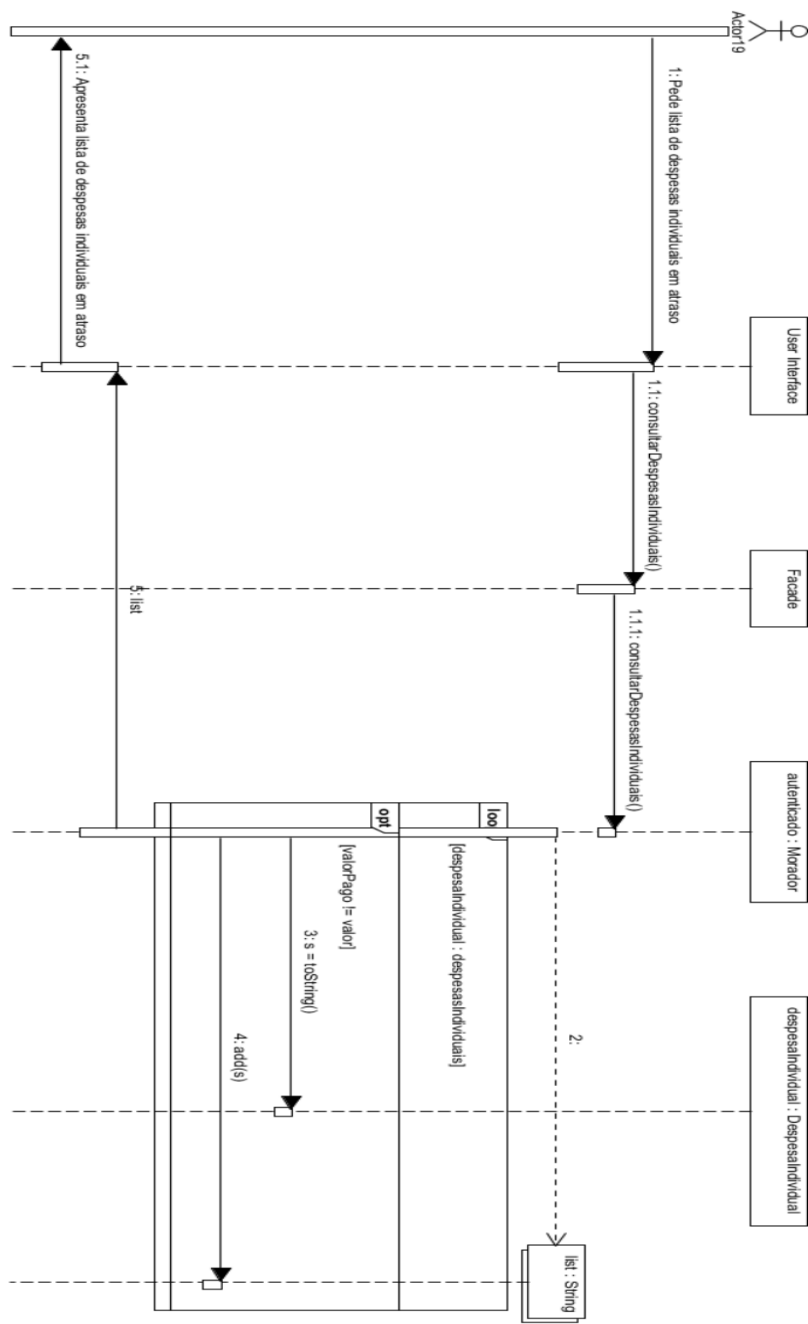 Actor19
User Interface
Facade
autenticado : Morador
despesaIndividual : DespesaIndividual
1: Pede lista de despesas individuais em atraso
1.1: consultarDespesasIndividuais()
1.1.1: consultarDespesasIndividuais()
2:
list : String
loo
[despesaIndividual : despesasIndividuais]
opt
[valorPago != valor]
3: s = toString()
4: add(s)
5: list
5.1: Apresenta lista de despesas individuais em atraso